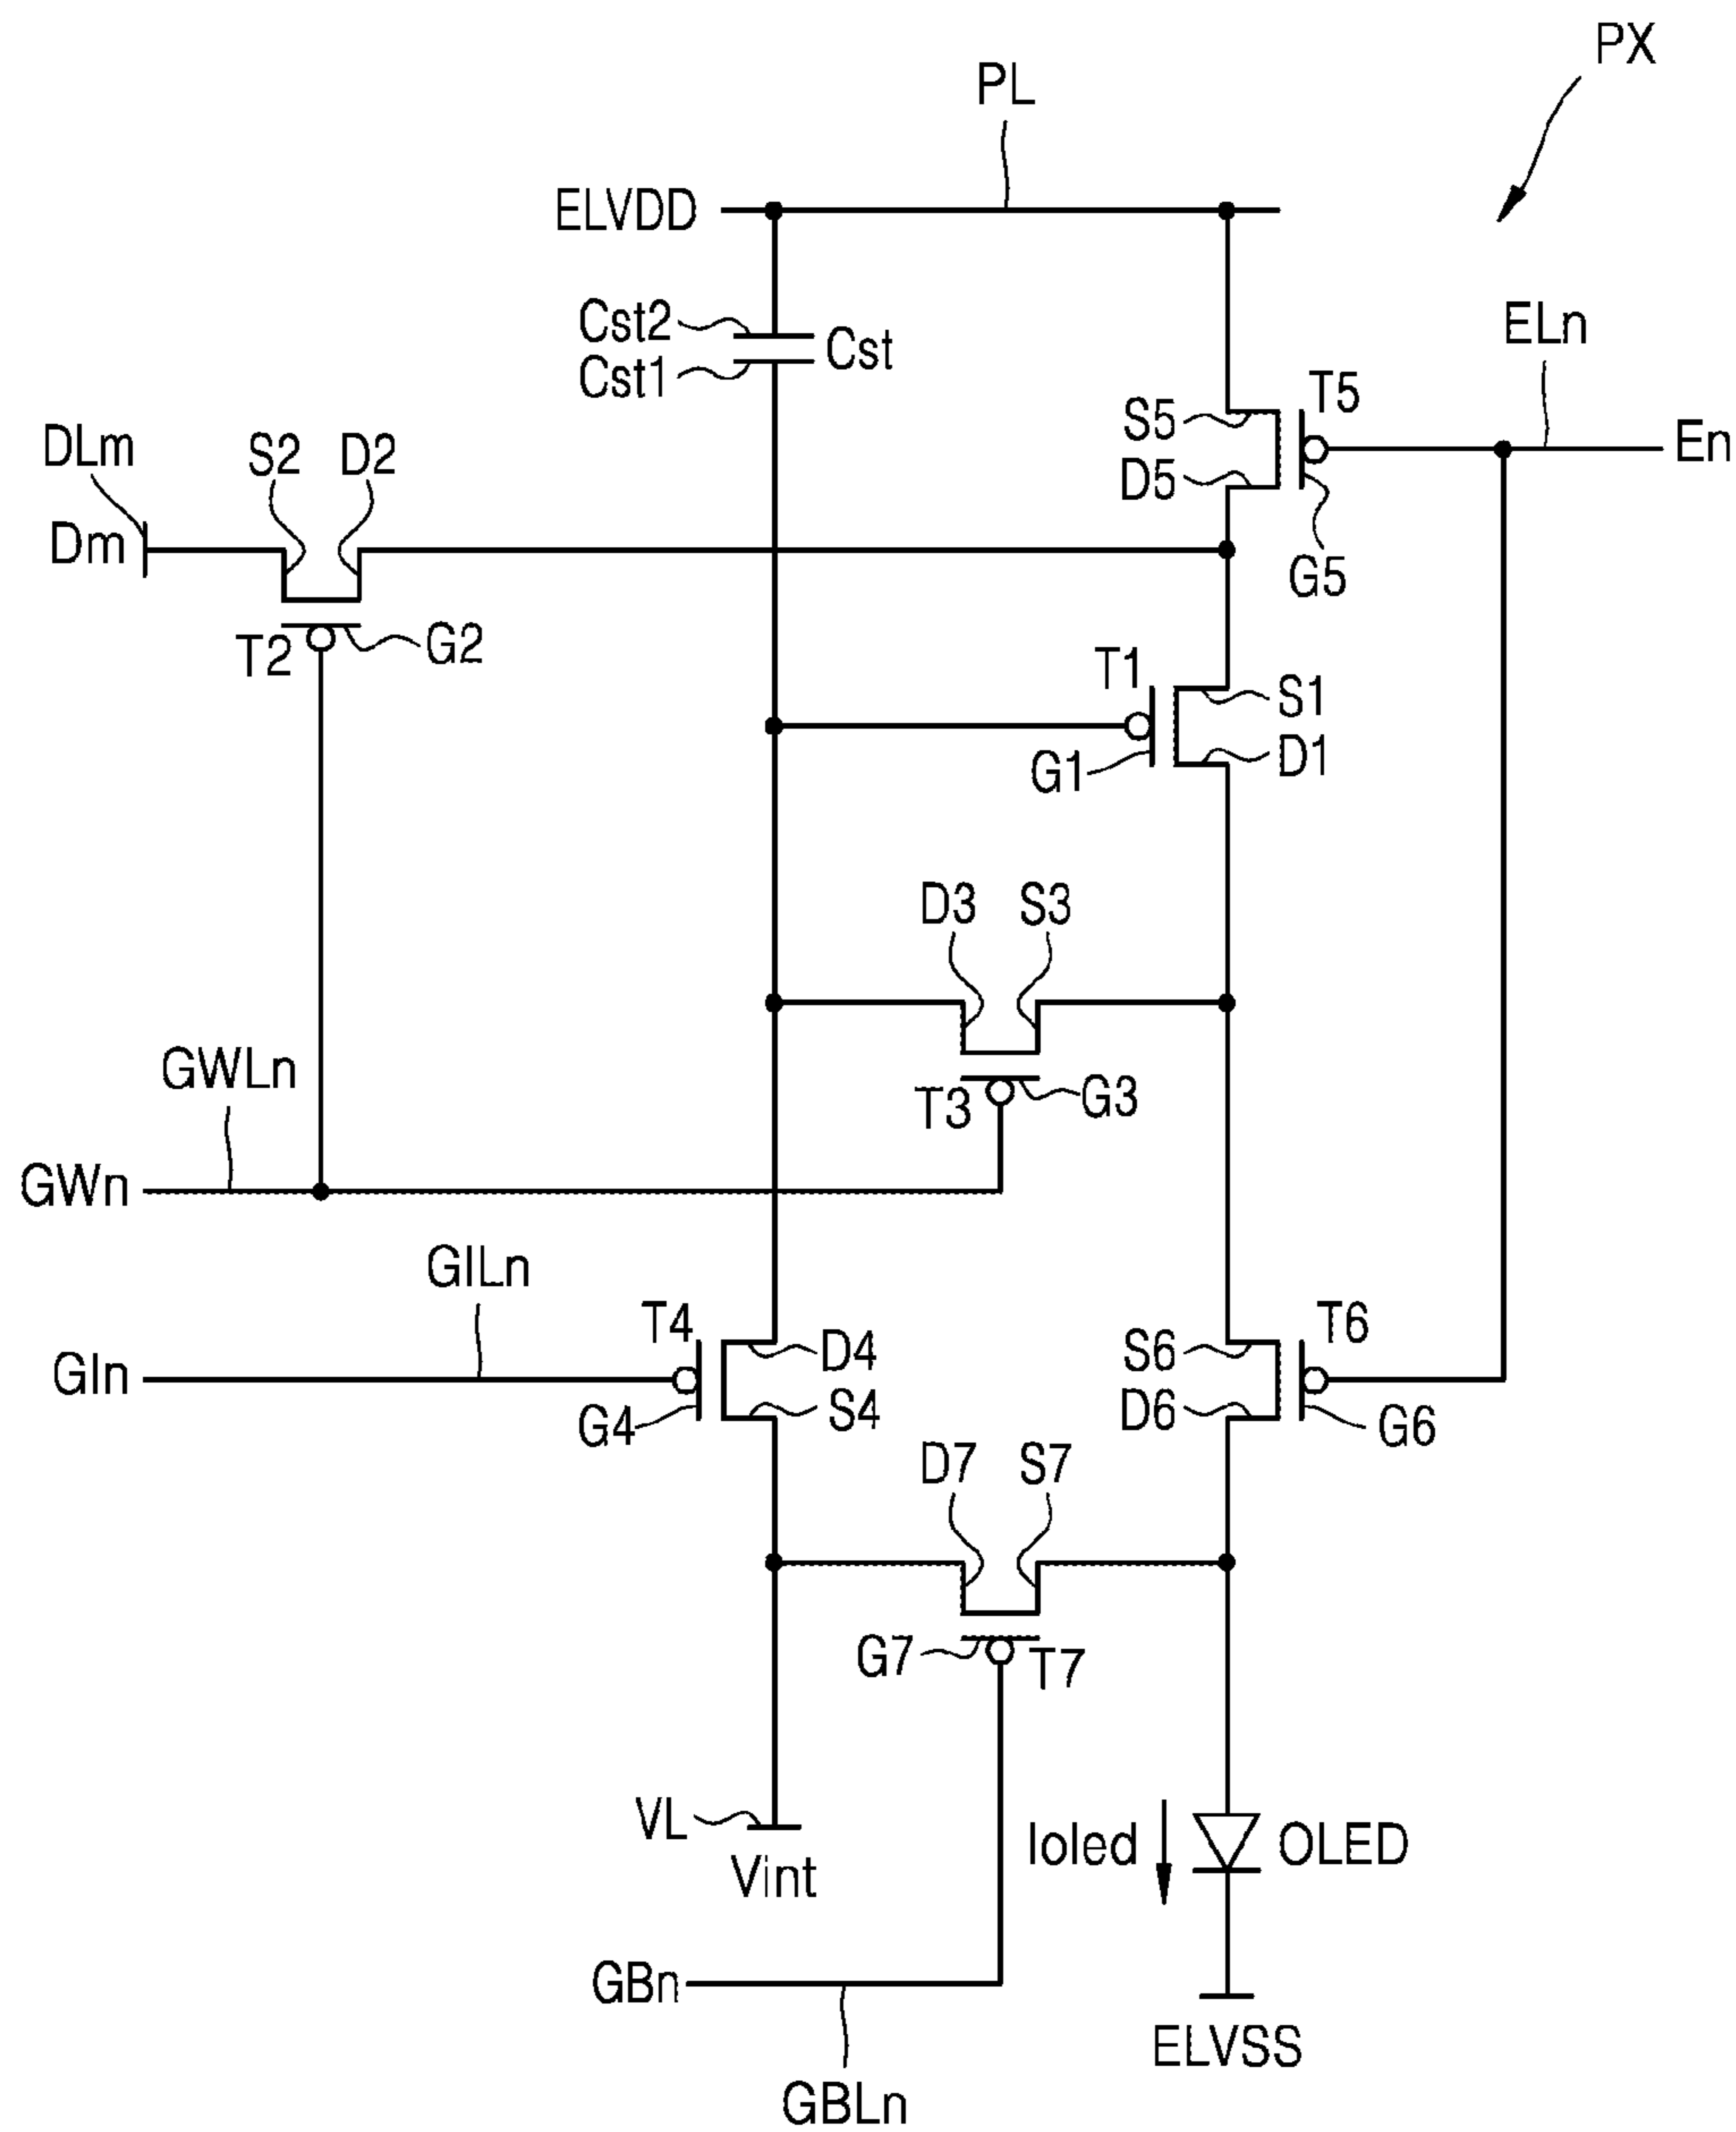 PX
PL
ELVDD
Cst2
Cst
Cst1
ELn
T5
S5
En
DLm
S2
D2
D5
Dm
G5
T2
G2
T1
S1
G1
D1
D3
S3
GWLn
T3
G3
GWn
GILn
T4
D4
S6
T6
GIn
G4
S4
D6
G6
D7
S7
G7
T7
VL
Vint
Ioled
OLED
GBn
ELVSS
GBLn